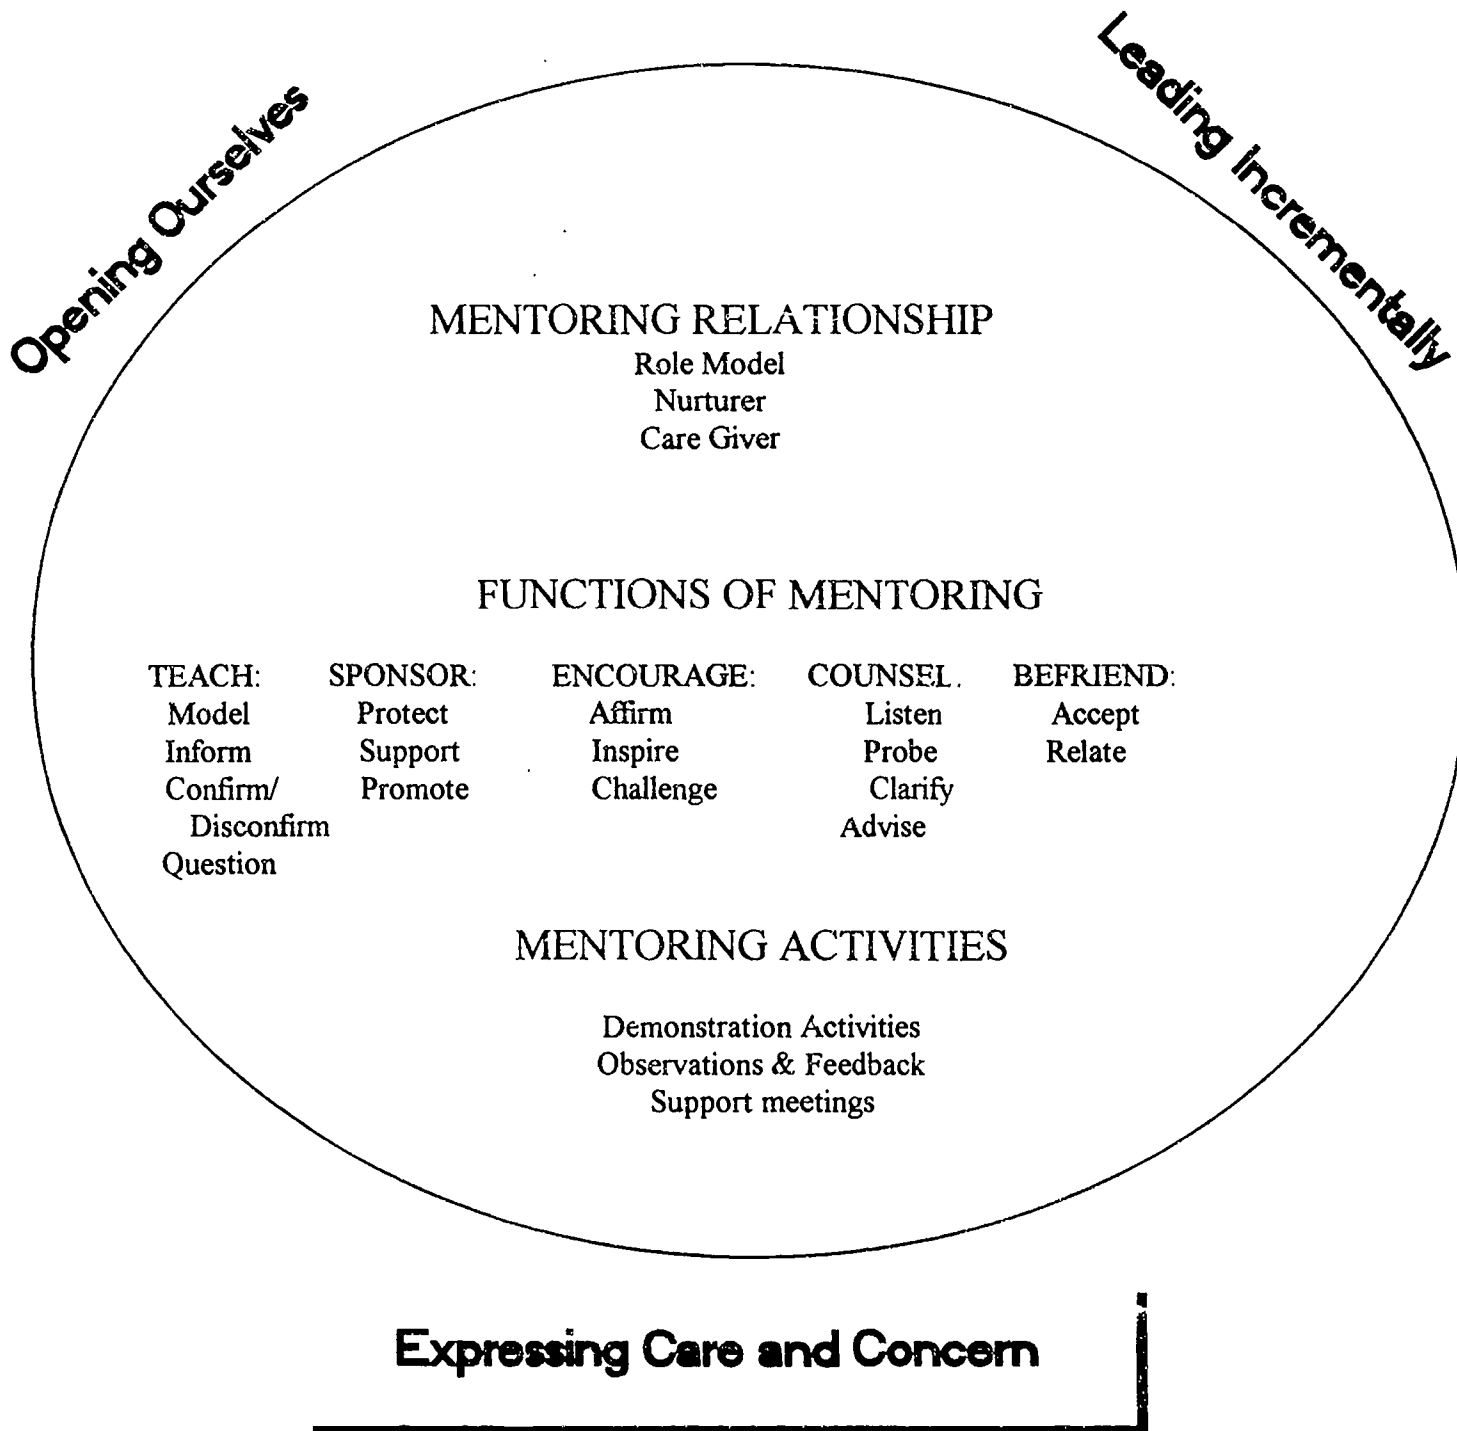 Opening Ourselves
Leading Incrementally
MENTORING RELATIONSHIP
Role Model
Nurturer
Care Giver
FUNCTIONS OF MENTORING
TEACH: SPONSOR: ENCOURAGE: COUNSEL. BEFRIEND:
Model Protect Affirm Listen Accept
Inform Support Inspire Probe Relate
Confirm/ Promote Challenge Clarify
Disconfirm Advise
Question
MENTORING ACTIVITIES
Demonstration Activities
Observations & Feedback
Support meetings
Expressing Care and Concern